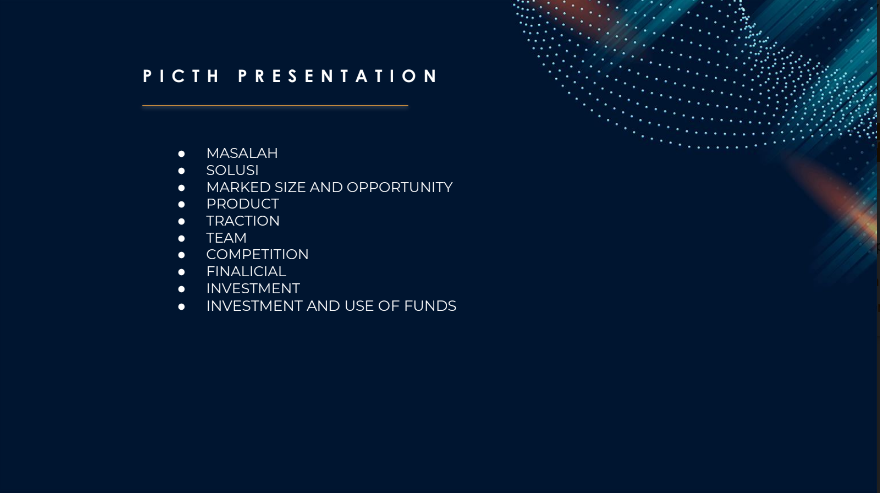 PICTH PRESENTATION
● MASALAH
● SOLUSI
● MARKED SIZE AND OPPORTUNITY
● PRODUCT
● TRACTION
● TEAM
● COMPETITION
● FINALICIAL
● INVESTMENT
● INVESTMENT AND USE OF FUNDS